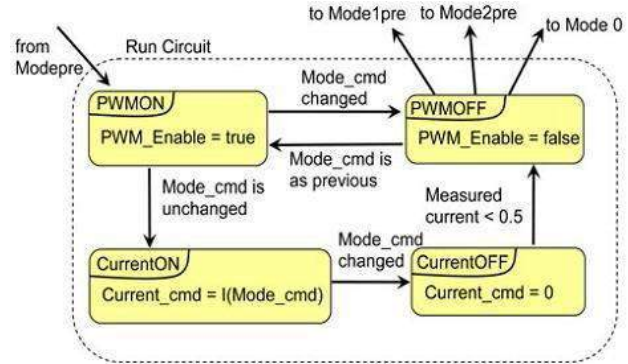 to Mode1pre
to Mode2pre
to Mode 0
from
Modepre
Run Circuit
PWMON
PWM_Enable = true
Mode_cmd
changed
PWMOFF
PWM_Enable = false
Mode_cmd is
as previous
Mode_cmd is
unchanged
Measured
current < 0.5
CurrentON
Current_cmd = I(Mode_cmd)
Mode_cmd
changed
CurrentOFF
Current_cmd = 0